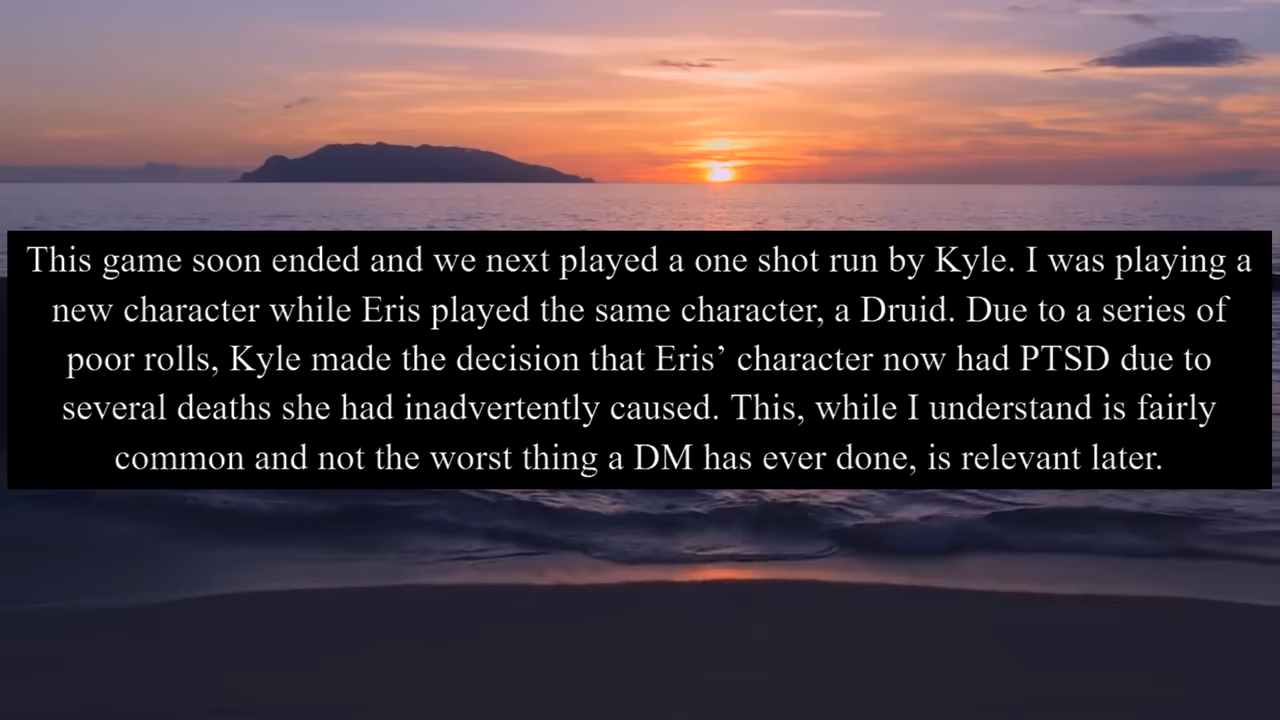 This game soon ended and we next played a one shot run by Kyle. I was playing a
new character while Eris played the same character, a Druid. Due to a series of
poor rolls, Kyle made the decision that Eris’ character now had PTSD due to
several deaths she had inadvertently caused. This, while I understand is fairly
common and not the worst thing a DM has ever done, is relevant later.